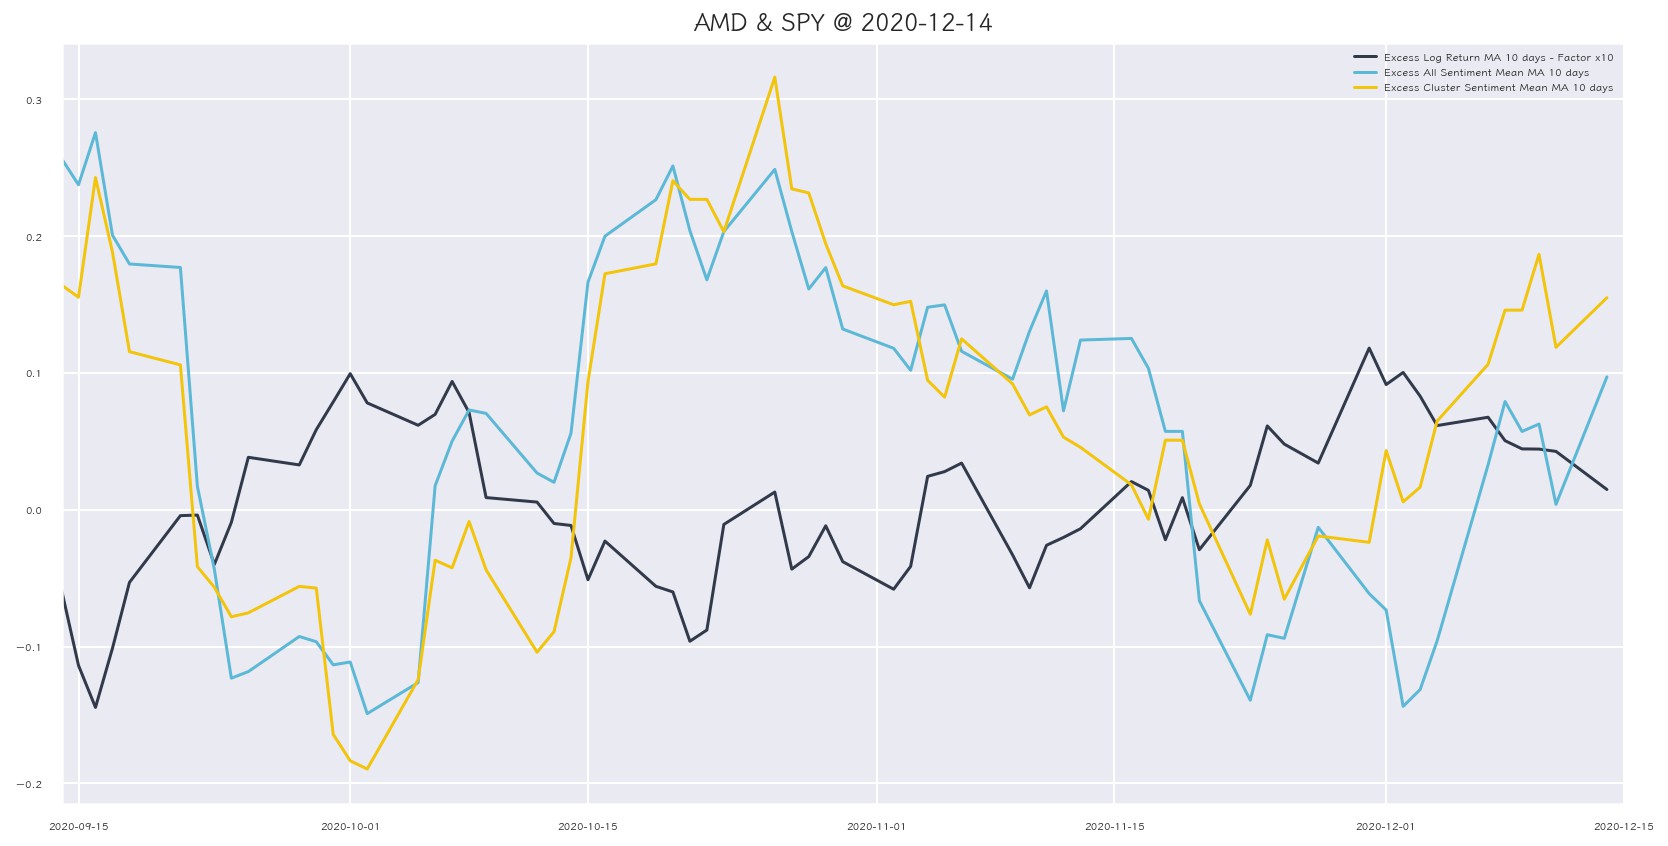 AMD & SPY @ 2020-12-14
Excess Log Return MA 10 days - Factor x10
Excess All Sentiment Mean MA 10 days
Excess Cluster Sentiment Mean MA 10 days
0.3
0.2
0.1
0.0
−0.1
−0.2
2020-09-15 2020-10-01 2020-10-15 2020-11-01 2020-11-15 2020-12-01 2020-12-15